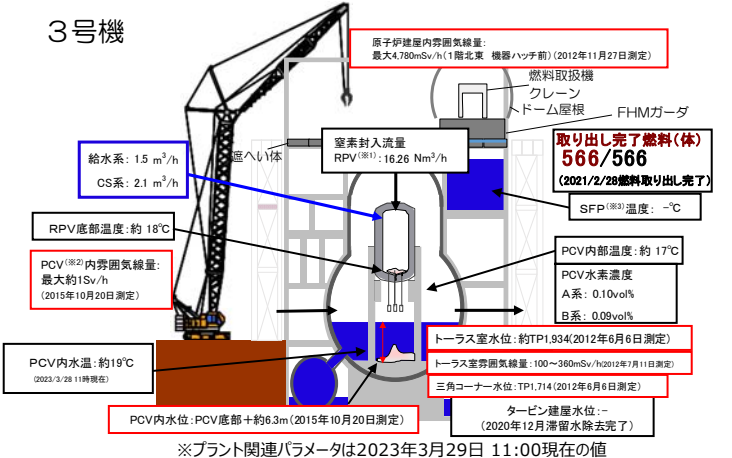 3号機
原子炉建屋内雰囲気線量:
最大4,780mSv/h(1階北東 機器ハッチ前)(2012年11月27日測定)
燃料取扱機
クレーン
ドーム屋根
FHMガーダ
遮へい体
窒素封入流量
RPV(※1): 16.26 Nm³/h
給水系: 1.5 m³/h
CS系: 2.1 m³/h
取り出し完了燃料(体)
566/566
(2021/2/28燃料取り出し完了)
SFP(※3)温度: -℃
RPV底部温度:約 18℃
PCV(※2)内雰囲気線量:
最大約1Sv/h
(2015年10月20日測定)
PCV内部温度:約 17℃
PCV水素濃度
A系: 0.10vol%
B系: 0.09vol%
PCV内水温:約19℃
(2023/3/28 11時現在)
トーラス室水位:約TP1,934(2012年6月6日測定)
トーラス室雰囲気線量:100~360mSv/h(2012年7月11日測定)
三角コーナー水位:TP1,714(2012年6月6日測定)
PCV内水位:PCV底部+約6.3m(2015年10月20日測定)
タービン建屋水位:-
(2020年12月滞留水除去完了)
※プラント関連パラメータは2023年3月29日 11:00現在の値